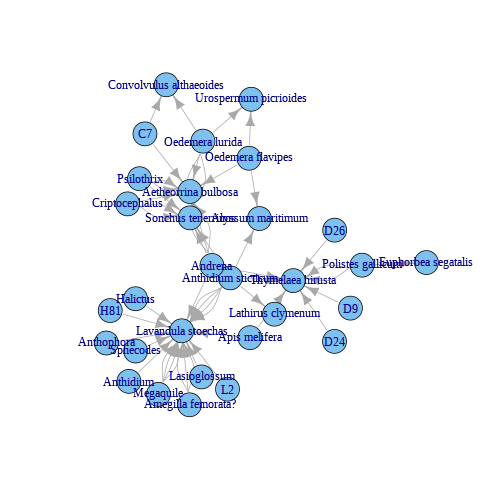 Convolvulus althaeoides
Urospermum picrioides
C7
Oedemera lurida
Oedemera flavipes
Psilothrix
Aetheorrina bulbosa
Criptocephalus
Sonchus tenerrimus
Alyssum maritimum
D26
Andrena
Polistes gallicum
Euphorbea segatalis
Anthidium sticticum
Thymelaea hirsuta
Halictus
H81
D9
Lathirus clymenum
Lavandula stoechas
Apis melifera
Anthophora
D24
Sphecodes
Lasioglossum
Anthidium
L2
Megaquile
Amegilla femorata?